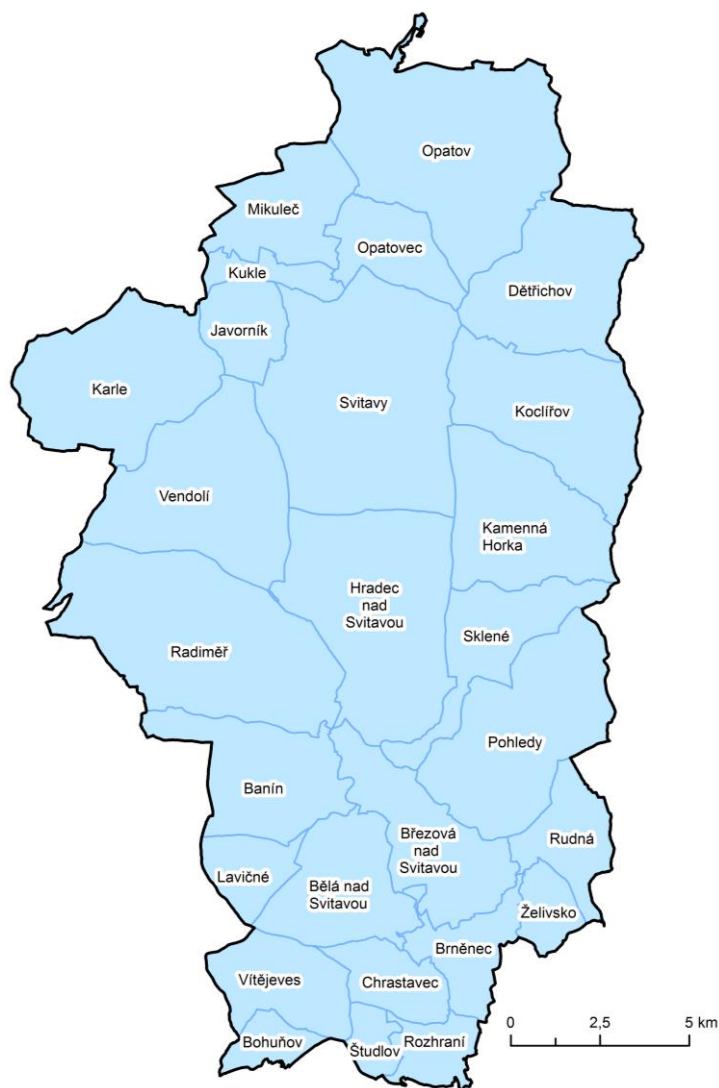 Opatov
Mikuleč
Opatovec
Kukle
Dětřichov
Javorník
Karle
Svitavy
Koclířov
Vendolí
Kamenná
Horka
Hradec
nad
Svitavou
Sklené
Radiměř
Pohledy
Banín
Březová
nad
Svitavou
Rudná
Lavičné
Bělá nad
Svitavou
Želivsko
Brněnec
Vítějeves
Chrastavec
Bohuňov
Študlov
Rozhraní
0 2,5 5 km